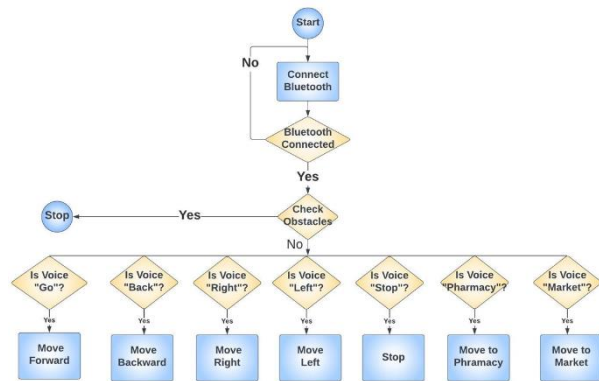 Start
No
Connect
Bluetooth
Bluetooth
Connected
Yes
Stop
Yes
Check
Obstacles
No
Is Voice
"Go"?
Is Voice
"Back"?
Is Voice
"Right"?
Is Voice
"Left"?
Is Voice
"Stop"?
Is Voice
"Pharmacy"?
Is Voice
"Market"?
Yes
Yes
Yes
Yes
Yes
Yes
Yes
Move
Forward
Move
Backward
Move
Right
Move
Left
Stop
Move to
Phramacy
Move to
Market